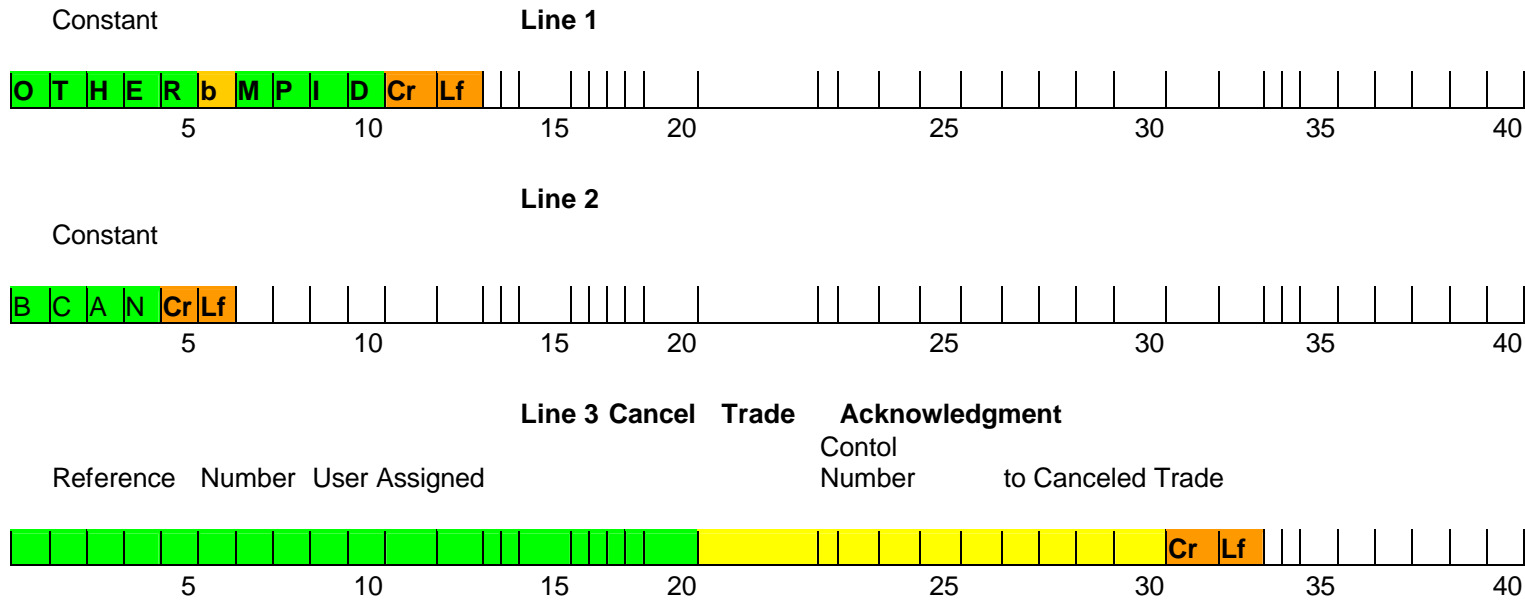 Constant Line 1
O T H E R b M P I D Cr Lf
5 10 15 20 25 30 35 40
Line 2
Constant
B C A N Cr Lf
5 10 15 20 25 30 35 40
Line 3 Cancel Trade Acknowledgment
Contol
Reference Number User Assigned Number to Canceled Trade
Cr Lf
5 10 15 20 25 30 35 40